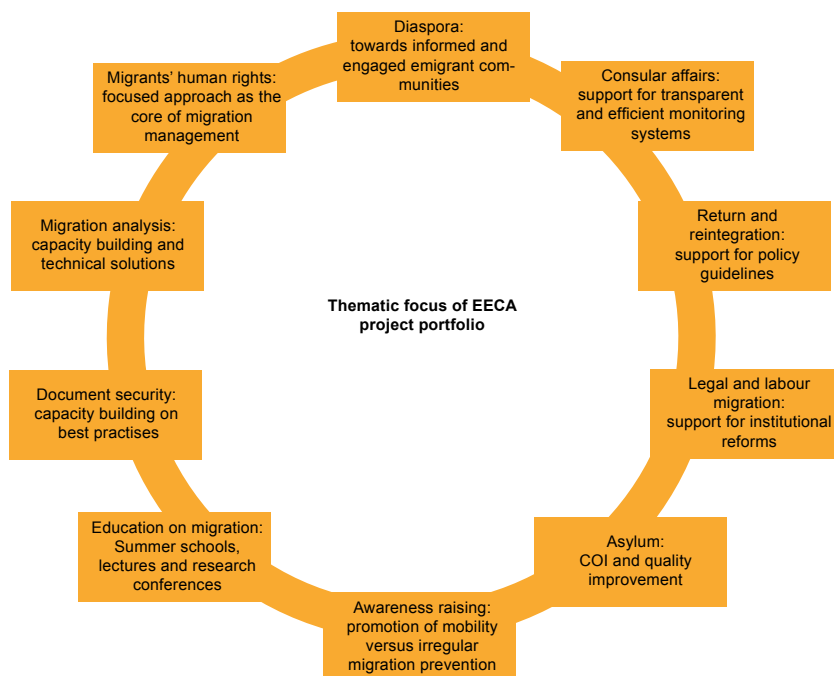 Diaspora:
towards informed and
engaged emigrant com-
munities
Consular affairs:
support for transparent
and efficient monitoring
systems
Return and
reintegration:
support for policy
guidelines
Legal and labour
migration:
support for institutional
reforms
Asylum:
COI and quality
improvement
Awareness raising:
promotion of mobility
versus irregular
migration prevention
Education on migration:
Summer schools,
lectures and research
conferences
Document security:
capacity building on
best practises
Migration analysis:
capacity building and
technical solutions
Migrants’ human rights:
focused approach as the
core of migration
management
Thematic focus of EECA
project portfolio